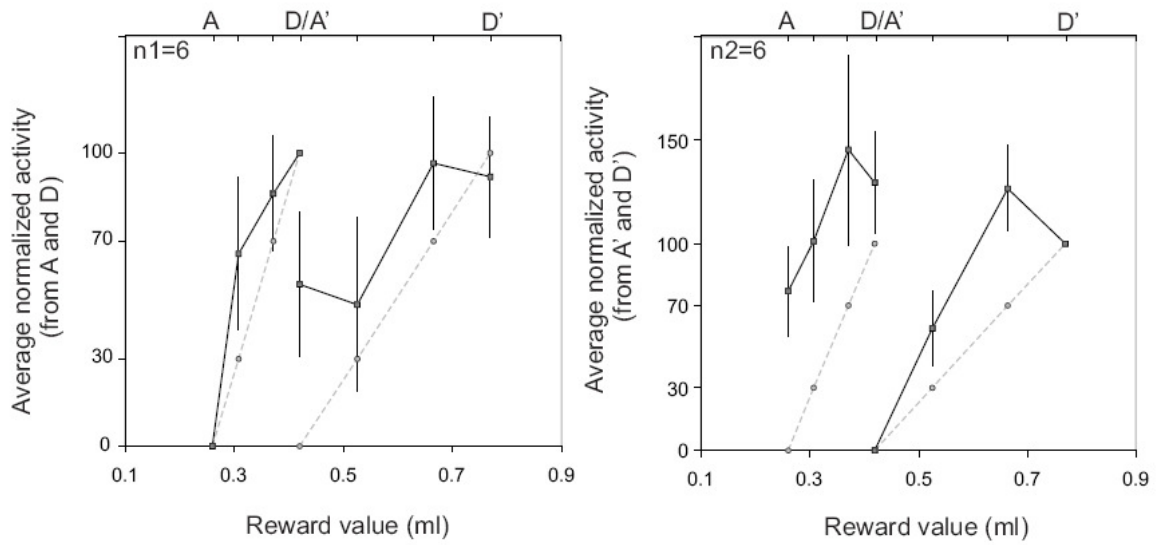 A D/A’ D’
n1=6
Average normalized activity
(from A and D)
100
70
30
0
0.1 0.3 0.5 0.7 0.9
Reward value (ml)
A D/A’ D’
n2=6
Average normalized activity
(from A’ and D’)
150
100
70
30
0
0.1 0.3 0.5 0.7 0.9
Reward value (ml)